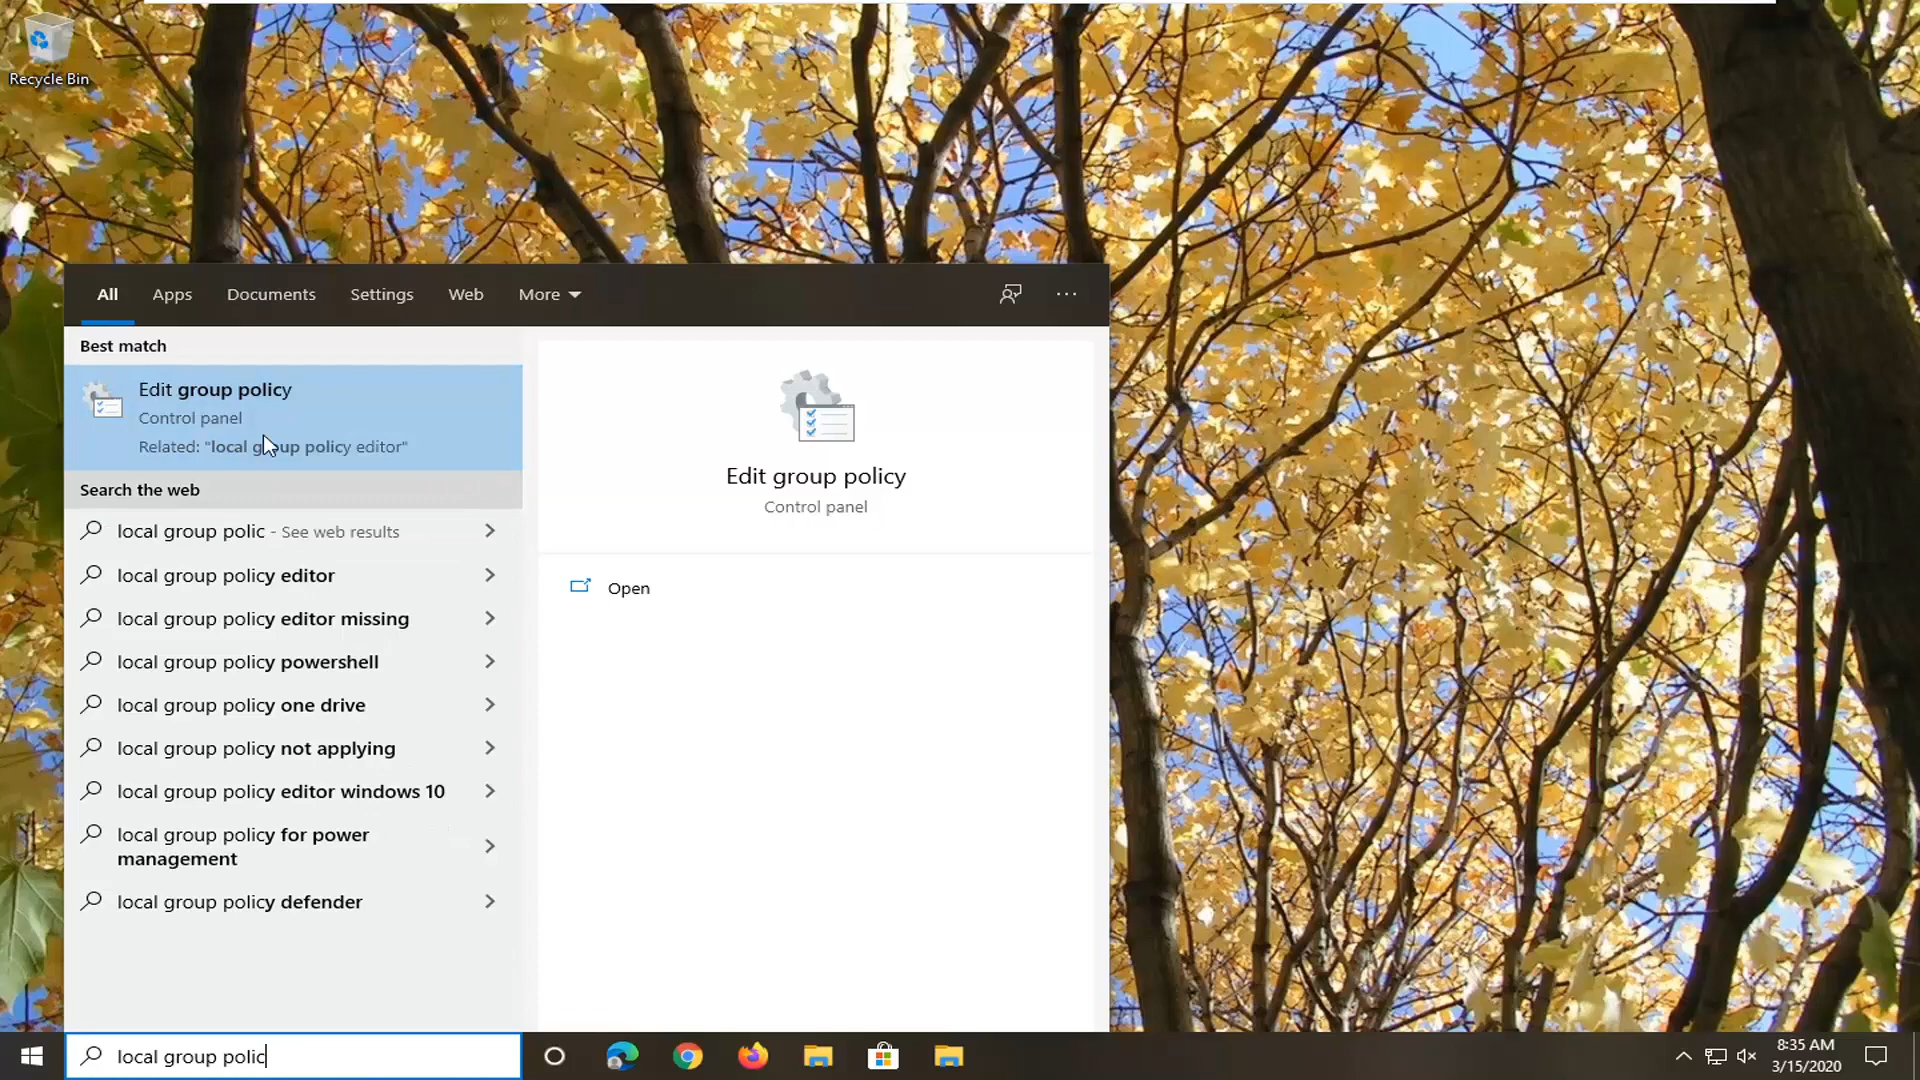 Recycle Bin
All Apps Documents Settings Web More
Best match
Edit group policy
Control panel
Related: "local group policy editor"
Search the web
local group polic - See web results
local group policy editor
local group policy editor missing
local group policy powershell
local group policy one drive
local group policy not applying
local group policy editor windows 10
local group policy for power
management
local group policy defender
Edit group policy
Control panel
Open
local group polic
8:35 AM
3/15/2020